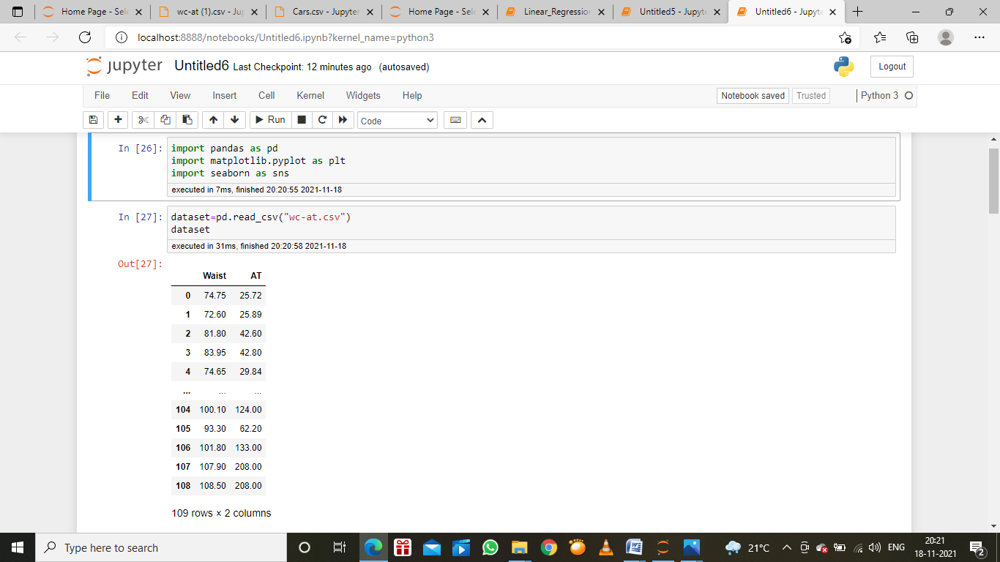 Home Page - Sele
wc-at (1).csv - Jup
Cars.csv - Jupyter
Home Page - Sele
Linear_Regression
Untitled5 - Jupyte
Untitled6 - Jupyte
localhost:8888/notebooks/Untitled6.ipynb?kernel_name=python3
jupyter Untitled6 Last Checkpoint: 12 minutes ago (autosaved)
Logout
File Edit View Insert Cell Kernel Widgets Help
Notebook saved Trusted Python 3
Run Code
In [26]: import pandas as pd
import matplotlib.pyplot as plt
import seaborn as sns
executed in 7ms, finished 20:20:55 2021-11-18
In [27]: dataset=pd.read_csv("wc-at.csv")
dataset
executed in 31ms, finished 20:20:58 2021-11-18
Out[27]:
Waist AT
0 74.75 25.72
1 72.60 25.89
2 81.80 42.60
3 83.95 42.80
4 74.65 29.84
... ... ...
104 100.10 124.00
105 93.30 62.20
106 101.80 133.00
107 107.90 208.00
108 108.50 208.00
109 rows × 2 columns
Type here to search
21°C
ENG
20:21
18-11-2021
2